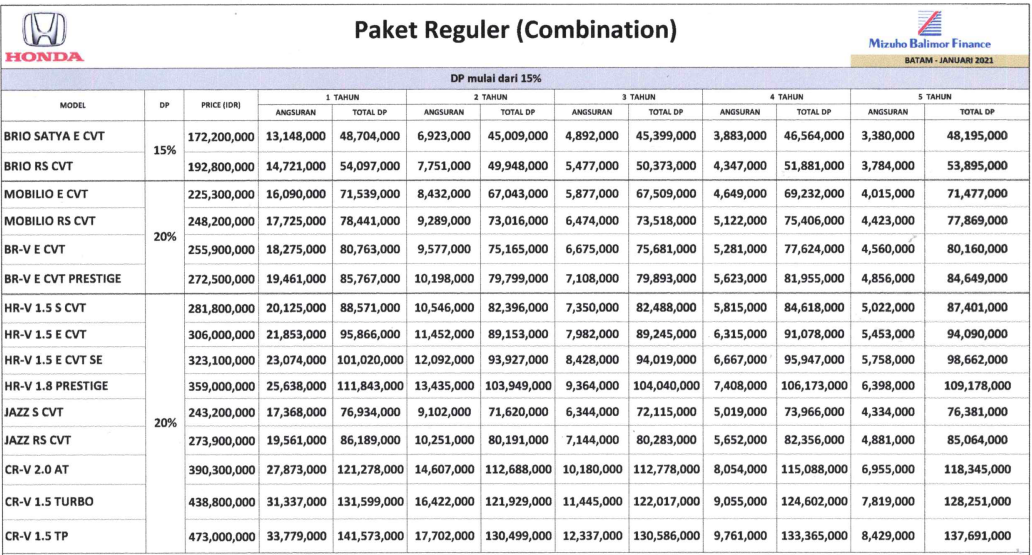 HONDA
Paket Reguler (Combination)
Mizuho Balimor Finance
BATAM - JANUARI 2021
DP mulai dari 15%
MODEL DP PRICE (IDR) 1 TAHUN 2 TAHUN 3 TAHUN 4 TAHUN 5 TAHUN
ANGSURAN TOTAL DP ANGSURAN TOTAL DP ANGSURAN TOTAL DP ANGSURAN TOTAL DP ANGSURAN TOTAL DP
BRIO SATYA E CVT 172,200,000 13,148,000 48,704,000 6,923,000 45,009,000 4,892,000 45,399,000 3,883,000 46,564,000 3,380,000 48,195,000
15%
BRIO RS CVT 192,800,000 14,721,000 54,097,000 7,751,000 49,948,000 5,477,000 50,373,000 4,347,000 51,881,000 3,784,000 53,895,000
MOBILIO E CVT 225,300,000 16,090,000 71,539,000 8,432,000 67,043,000 5,877,000 67,509,000 4,649,000 69,232,000 4,015,000 71,477,000
MOBILIO RS CVT 248,200,000 17,725,000 78,441,000 9,289,000 73,016,000 6,474,000 73,518,000 5,122,000 75,406,000 4,423,000 77,869,000
20%
BR-V E CVT 255,900,000 18,275,000 80,763,000 9,577,000 75,165,000 6,675,000 75,681,000 5,281,000 77,624,000 4,560,000 80,160,000
BR-V E CVT PRESTIGE 272,500,000 19,461,000 85,767,000 10,198,000 79,799,000 7,108,000 79,893,000 5,623,000 81,955,000 4,856,000 84,649,000
HR-V 1.5 S CVT 281,800,000 20,125,000 88,571,000 10,546,000 82,396,000 7,350,000 82,488,000 5,815,000 84,618,000 5,022,000 87,401,000
HR-V 1.5 E CVT 306,000,000 21,853,000 95,866,000 11,452,000 89,153,000 7,982,000 89,245,000 6,315,000 91,078,000 5,453,000 94,090,000
HR-V 1.5 E CVT SE 323,100,000 23,074,000 101,020,000 12,092,000 93,927,000 8,428,000 94,019,000 6,667,000 95,947,000 5,758,000 98,662,000
HR-V 1.8 PRESTIGE 359,000,000 25,638,000 111,843,000 13,435,000 103,949,000 9,364,000 104,040,000 7,408,000 106,173,000 6,398,000 109,178,000
JAZZ S CVT 243,200,000 17,368,000 76,934,000 9,102,000 71,620,000 6,344,000 72,115,000 5,019,000 73,966,000 4,334,000 76,381,000
20%
JAZZ RS CVT 273,900,000 19,561,000 86,189,000 10,251,000 80,191,000 7,144,000 80,283,000 5,652,000 82,356,000 4,881,000 85,064,000
CR-V 2.0 AT 390,300,000 27,873,000 121,278,000 14,607,000 112,688,000 10,180,000 112,778,000 8,054,000 115,088,000 6,955,000 118,345,000
CR-V 1.5 TURBO 438,800,000 31,337,000 131,599,000 16,422,000 121,929,000 11,445,000 122,017,000 9,055,000 124,602,000 7,819,000 128,251,000
CR-V 1.5 TP 473,000,000 33,779,000 141,573,000 17,702,000 130,499,000 12,337,000 130,586,000 9,761,000 133,365,000 8,429,000 137,691,000